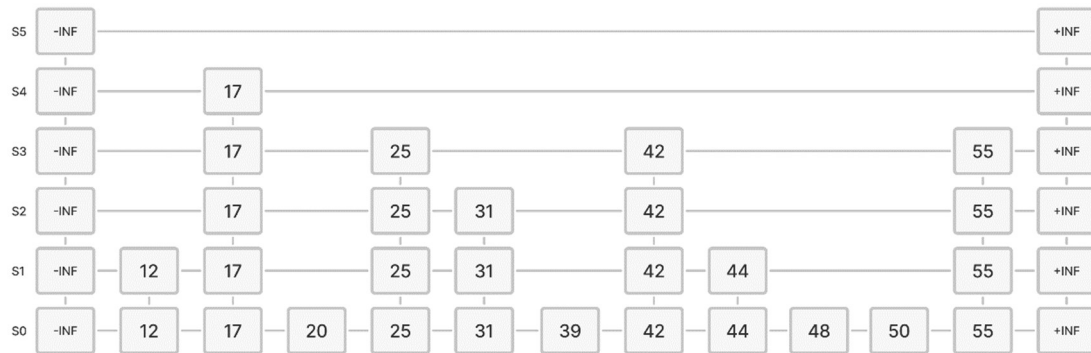 S5 -INF +INF
S4 -INF 17 +INF
S3 -INF 17 25 42 55 +INF
S2 -INF 17 25 31 42 55 +INF
S1 -INF 12 17 25 31 42 44 55 +INF
S0 -INF 12 17 20 25 31 39 42 44 48 50 55 +INF